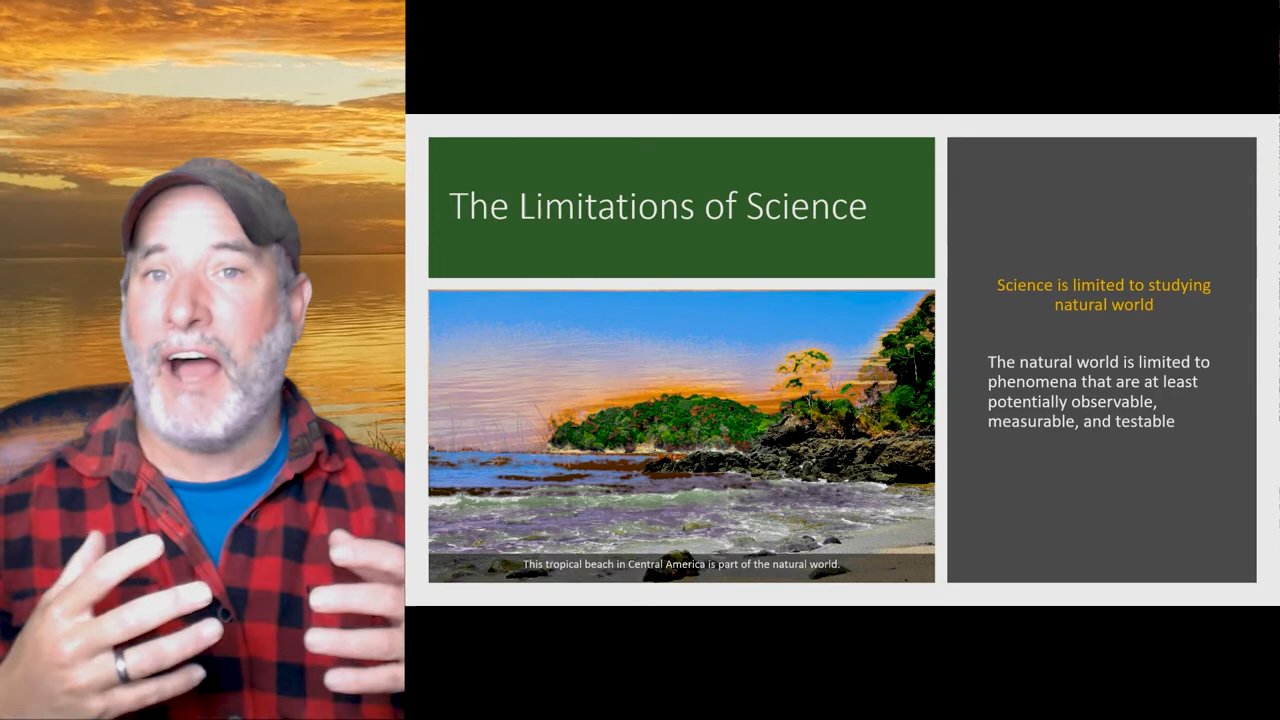 The Limitations of Science
This tropical beach in Central America is part of the natural world.
Science is limited to studying
natural world
The natural world is limited to
phenomena that are at least
potentially observable,
measurable, and testable